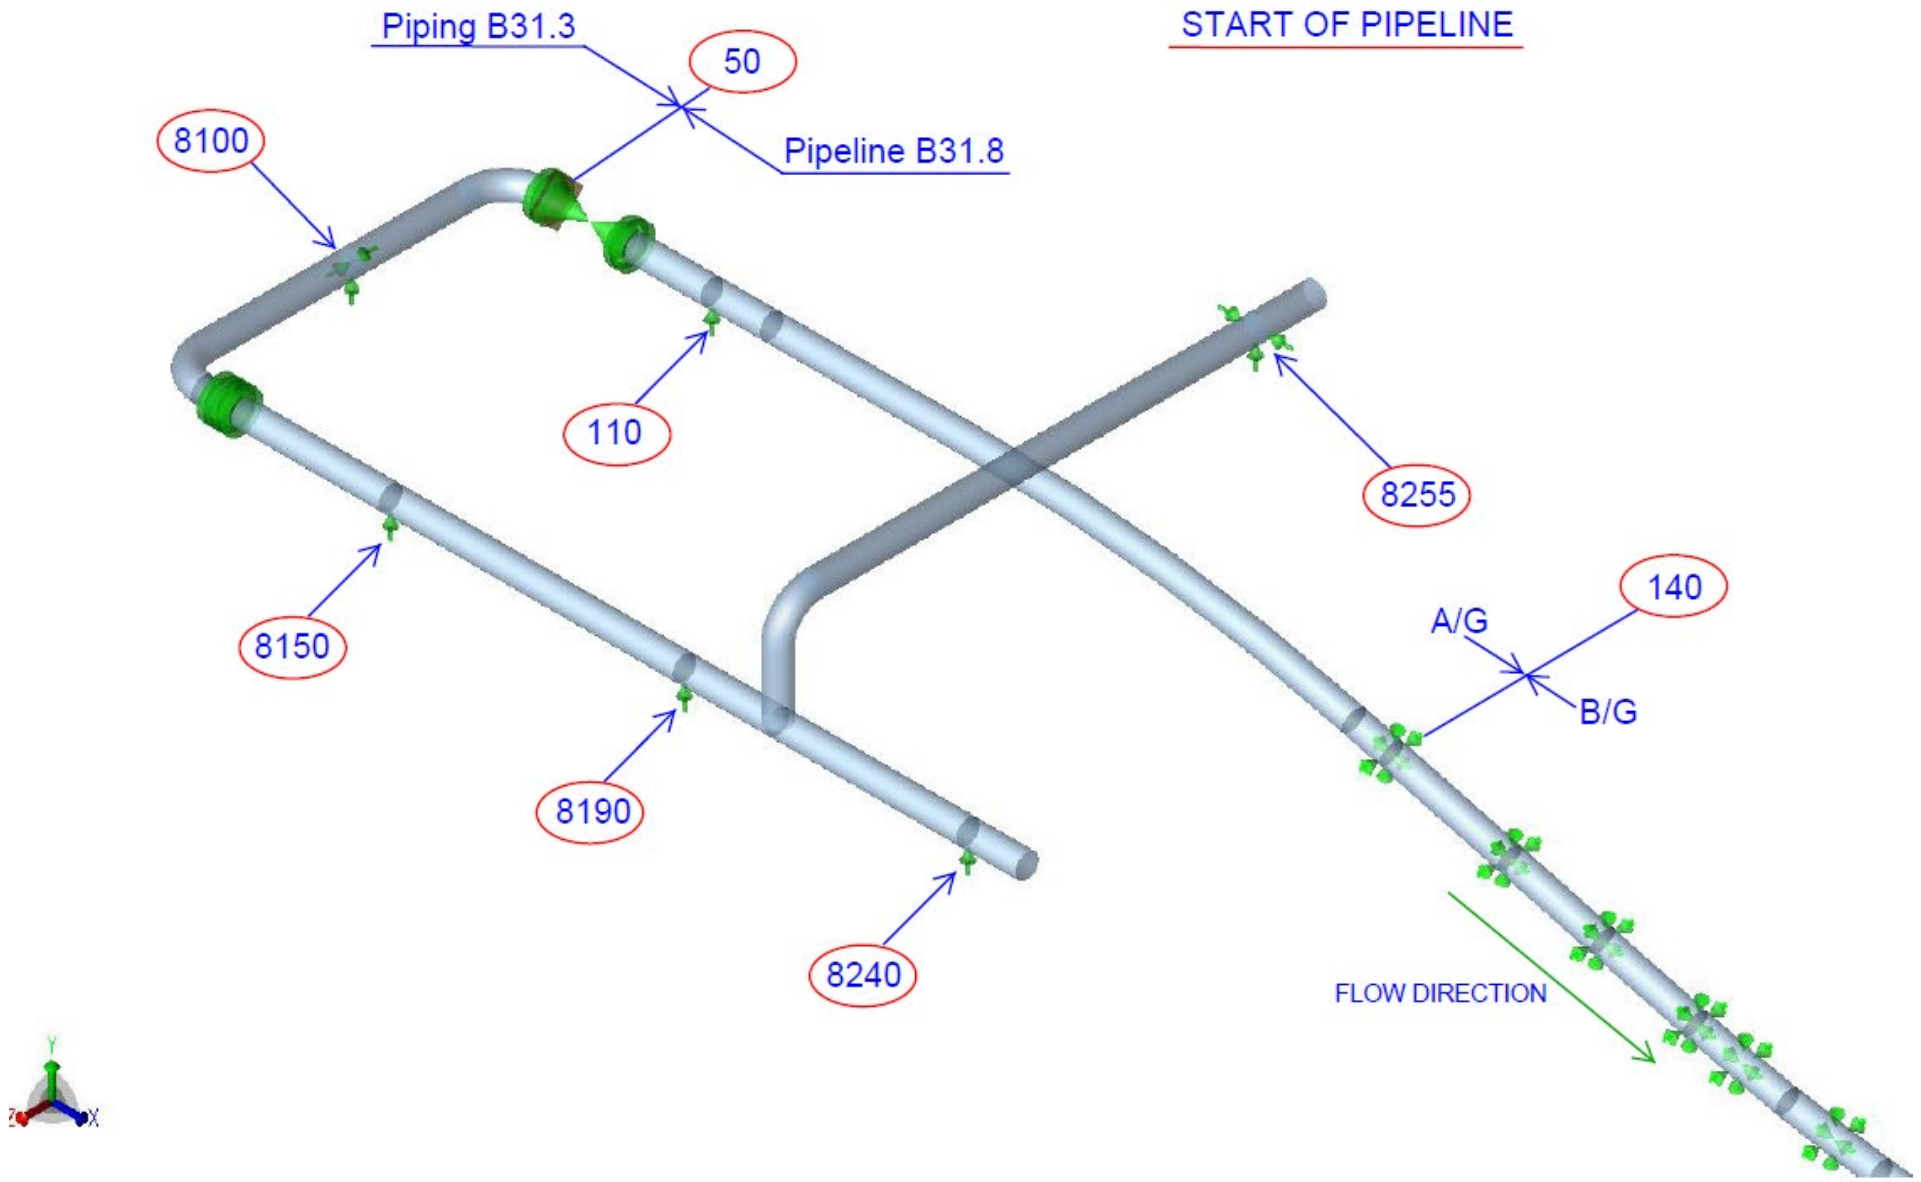 Piping B31.3
START OF PIPELINE
50
8100
Pipeline B31.8
110
8255
140
A/G
B/G
8150
8190
8240
FLOW DIRECTION
Y
Z
X